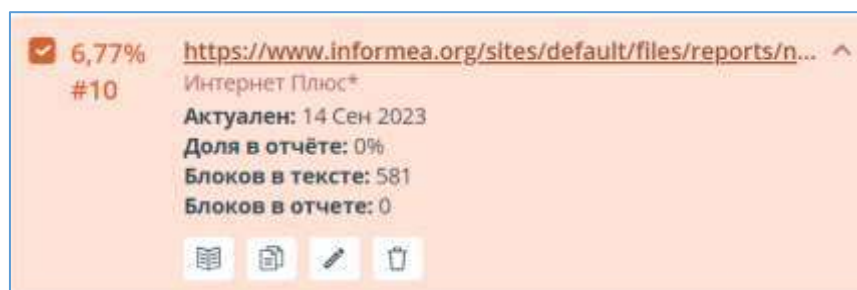 6,77% https://www.informea.org/sites/default/files/reports/n...
#10 Интернет Плюс*
Актуален: 14 Сен 2023
Доля в отчёте: 0%
Блоков в тексте: 581
Блоков в отчете: 0